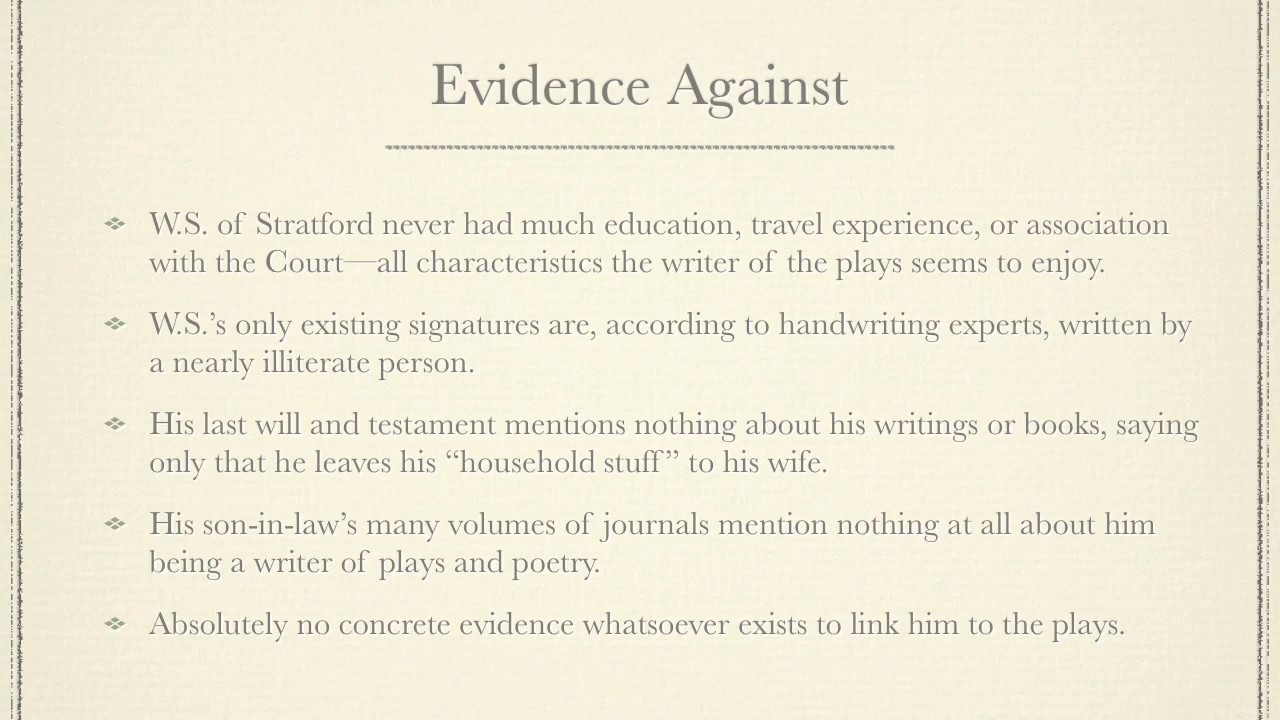 Evidence Against
W.S. of Stratford never had much education, travel experience, or association
with the Court—all characteristics the writer of the plays seems to enjoy.
W.S.’s only existing signatures are, according to handwriting experts, written by
a nearly illiterate person.
His last will and testament mentions nothing about his writings or books, saying
only that he leaves his “household stuff” to his wife.
His son-in-law’s many volumes of journals mention nothing at all about him
being a writer of plays and poetry.
Absolutely no concrete evidence whatsoever exists to link him to the plays.